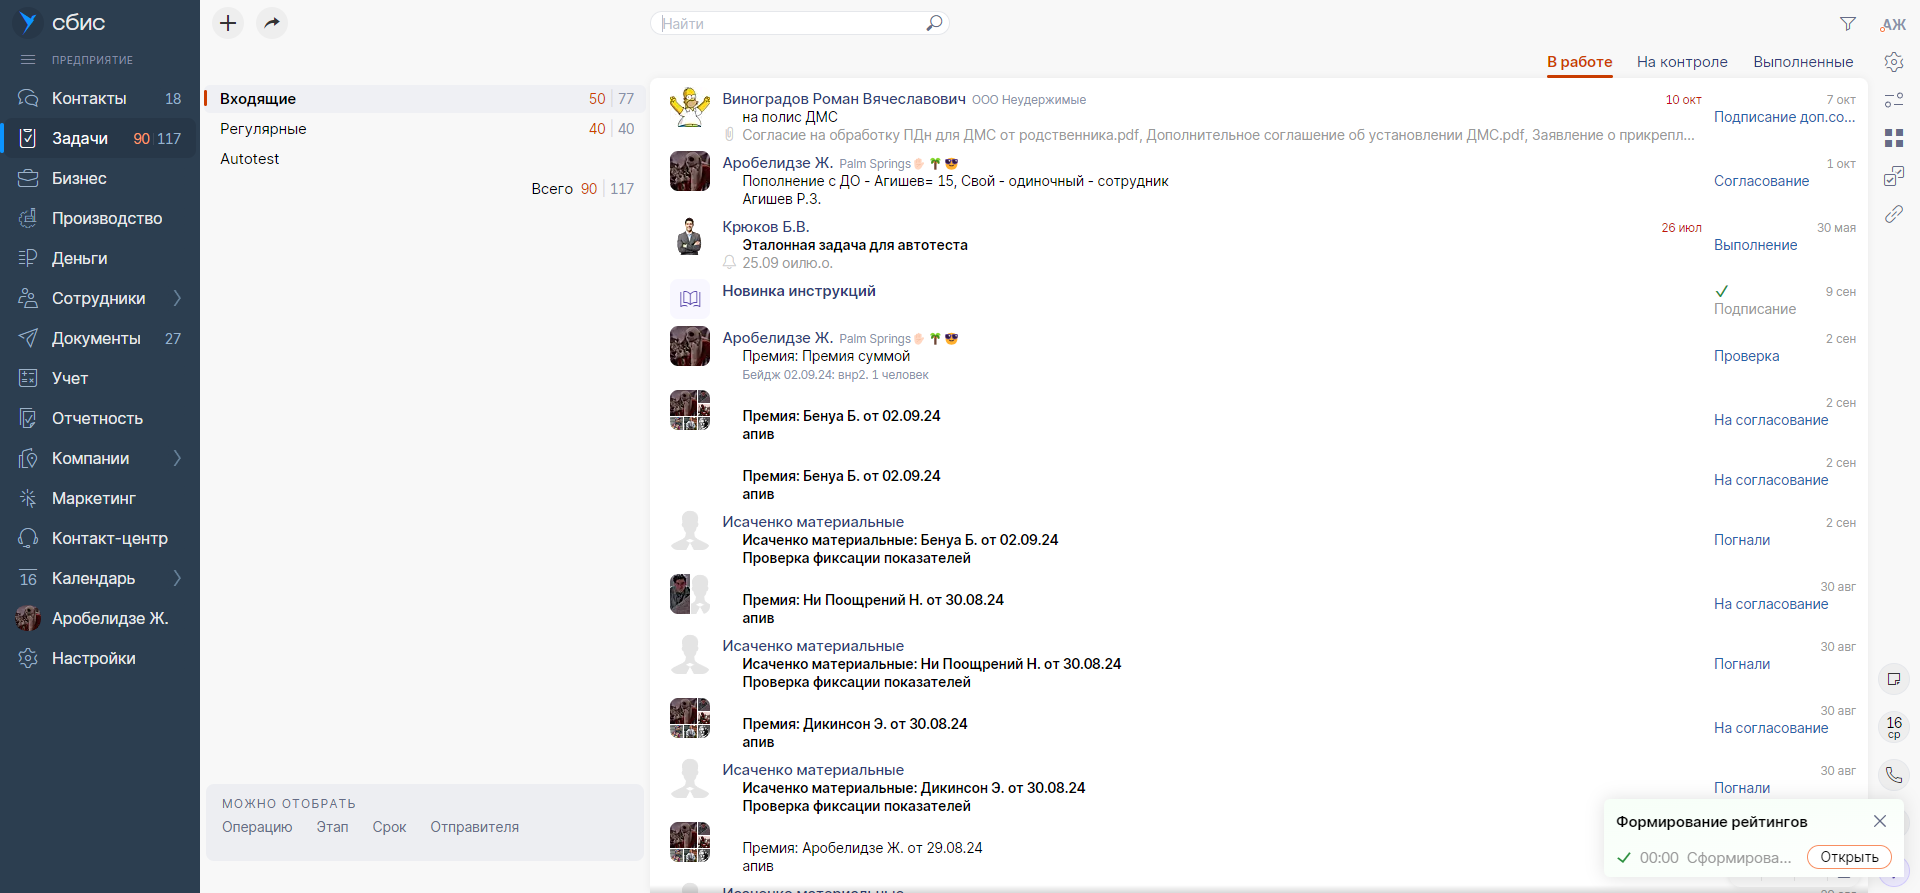 сбис
ПРЕДПРИЯТИЕ
Контакты 18
Задачи 90 117
Бизнес
Производство
Деньги
Сотрудники
Документы 27
Учет
Отчетность
Компании
Маркетинг
Контакт-центр
16 Календарь
Аробелидзе Ж.
Настройки
Найти
АЖ
В работе На контроле Выполненные
Входящие 50 77
Регулярные 40 40
Autotest
Всего 90 117
МОЖНО ОТОБРАТЬ
Операцию Этап Срок Отправителя
Виноградов Роман Вячеславович ООО Неудержимые 10 окт 7 окт
на полис ДМС Подписание доп.со...
Согласие на обработку ПДн для ДМС от родственника.pdf, Дополнительное соглашение об установлении ДМС.pdf, Заявление о прикрепл...
Аробелидзе Ж. Palm Springs🖐🏻 🌴 😎 1 окт
Пополнение с ДО - Агишев= 15, Свой - одиночный - сотрудник Согласование
Агишев Р.З.
Крюков Б.В. 26 июл 30 мая
Эталонная задача для автотеста Выполнение
25.09 оилю.о.
Новинка инструкций 9 сен
Подписание
Аробелидзе Ж. Palm Springs🖐🏻 🌴 😎 2 сен
Премия: Премия суммой Проверка
Бейдж 02.09.24: внр2. 1 человек
2 сен
Премия: Бенуа Б. от 02.09.24 На согласование
апив
2 сен
Премия: Бенуа Б. от 02.09.24 На согласование
апив
Исаченко материальные 2 сен
Исаченко материальные: Бенуа Б. от 02.09.24 Погнали
Проверка фиксации показателей
30 авг
Премия: Ни Поощрений Н. от 30.08.24 На согласование
апив
Исаченко материальные 30 авг
Исаченко материальные: Ни Поощрений Н. от 30.08.24 Погнали
Проверка фиксации показателей
30 авг
Премия: Дикинсон Э. от 30.08.24 На согласование
апив
Исаченко материальные 30 авг
Исаченко материальные: Дикинсон Э. от 30.08.24 Погнали
Проверка фиксации показателей
Премия: Аробелидзе Ж. от 29.08.24
апив
16
ср
Формирование рейтингов
00:00 Сформирова... Открыть